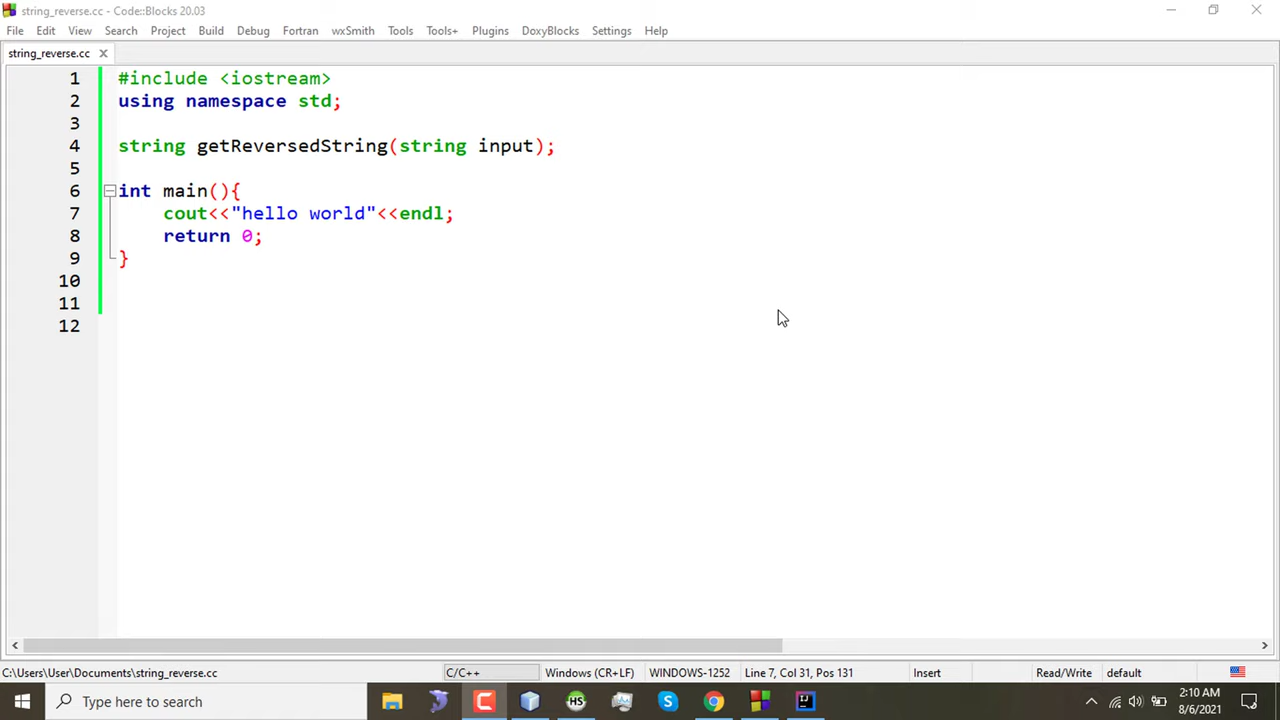 string_reverse.cc - Code::Blocks 20.03
File Edit View Search Project Build Debug Fortran wxSmith Tools Tools+ Plugins DoxyBlocks Settings Help
string_reverse.cc
1 #include <iostream>
2 using namespace std;
3
4 string getReversedString(string input);
5
6 int main(){
7 cout<<"hello world"<<endl;
8 return 0;
9 }
10
11
12
C:\Users\User\Documents\string_reverse.cc C/C++ Windows (CR+LF) WINDOWS-1252 Line 7, Col 31, Pos 131 Insert Read/Write default
Type here to search HS S IJ 2:10 AM
8/6/2021